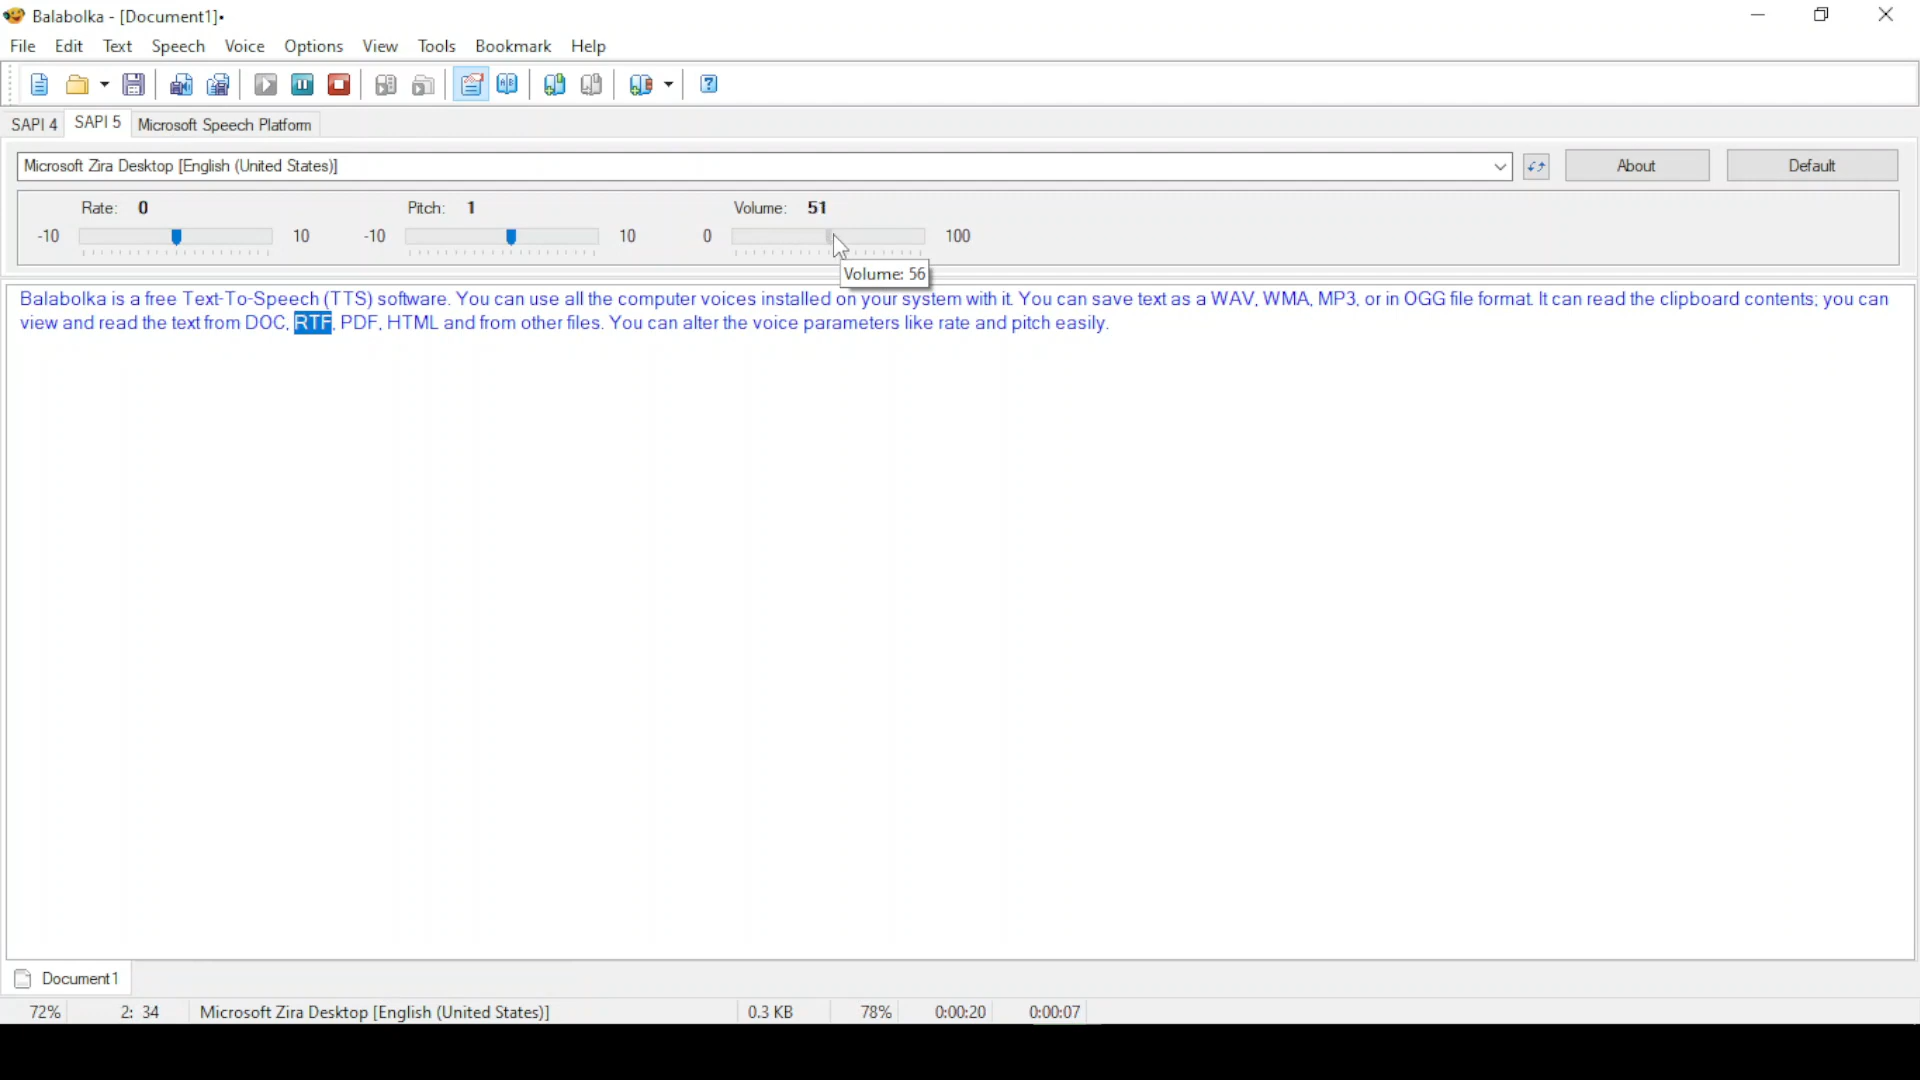 Balabolka - [Document1]•
File Edit Text Speech Voice Options View Tools Bookmark Help
SAPI 4 SAPI 5 Microsoft Speech Platform
Microsoft Zira Desktop [English (United States)] About Default
Rate: 0 Pitch: 1 Volume: 51
-10 10 -10 10 0 100
Volume: 56
Balabolka is a free Text-To-Speech (TTS) software. You can use all the computer voices installed on your system with it. You can save text as a WAV, WMA, MP3, or in OGG file format. It can read the clipboard contents; you can
view and read the text from DOC, RTF, PDF, HTML and from other files. You can alter the voice parameters like rate and pitch easily.
Document1
72% 2: 34 Microsoft Zira Desktop [English (United States)] 0.3 KB 78% 0:00:20 0:00:07